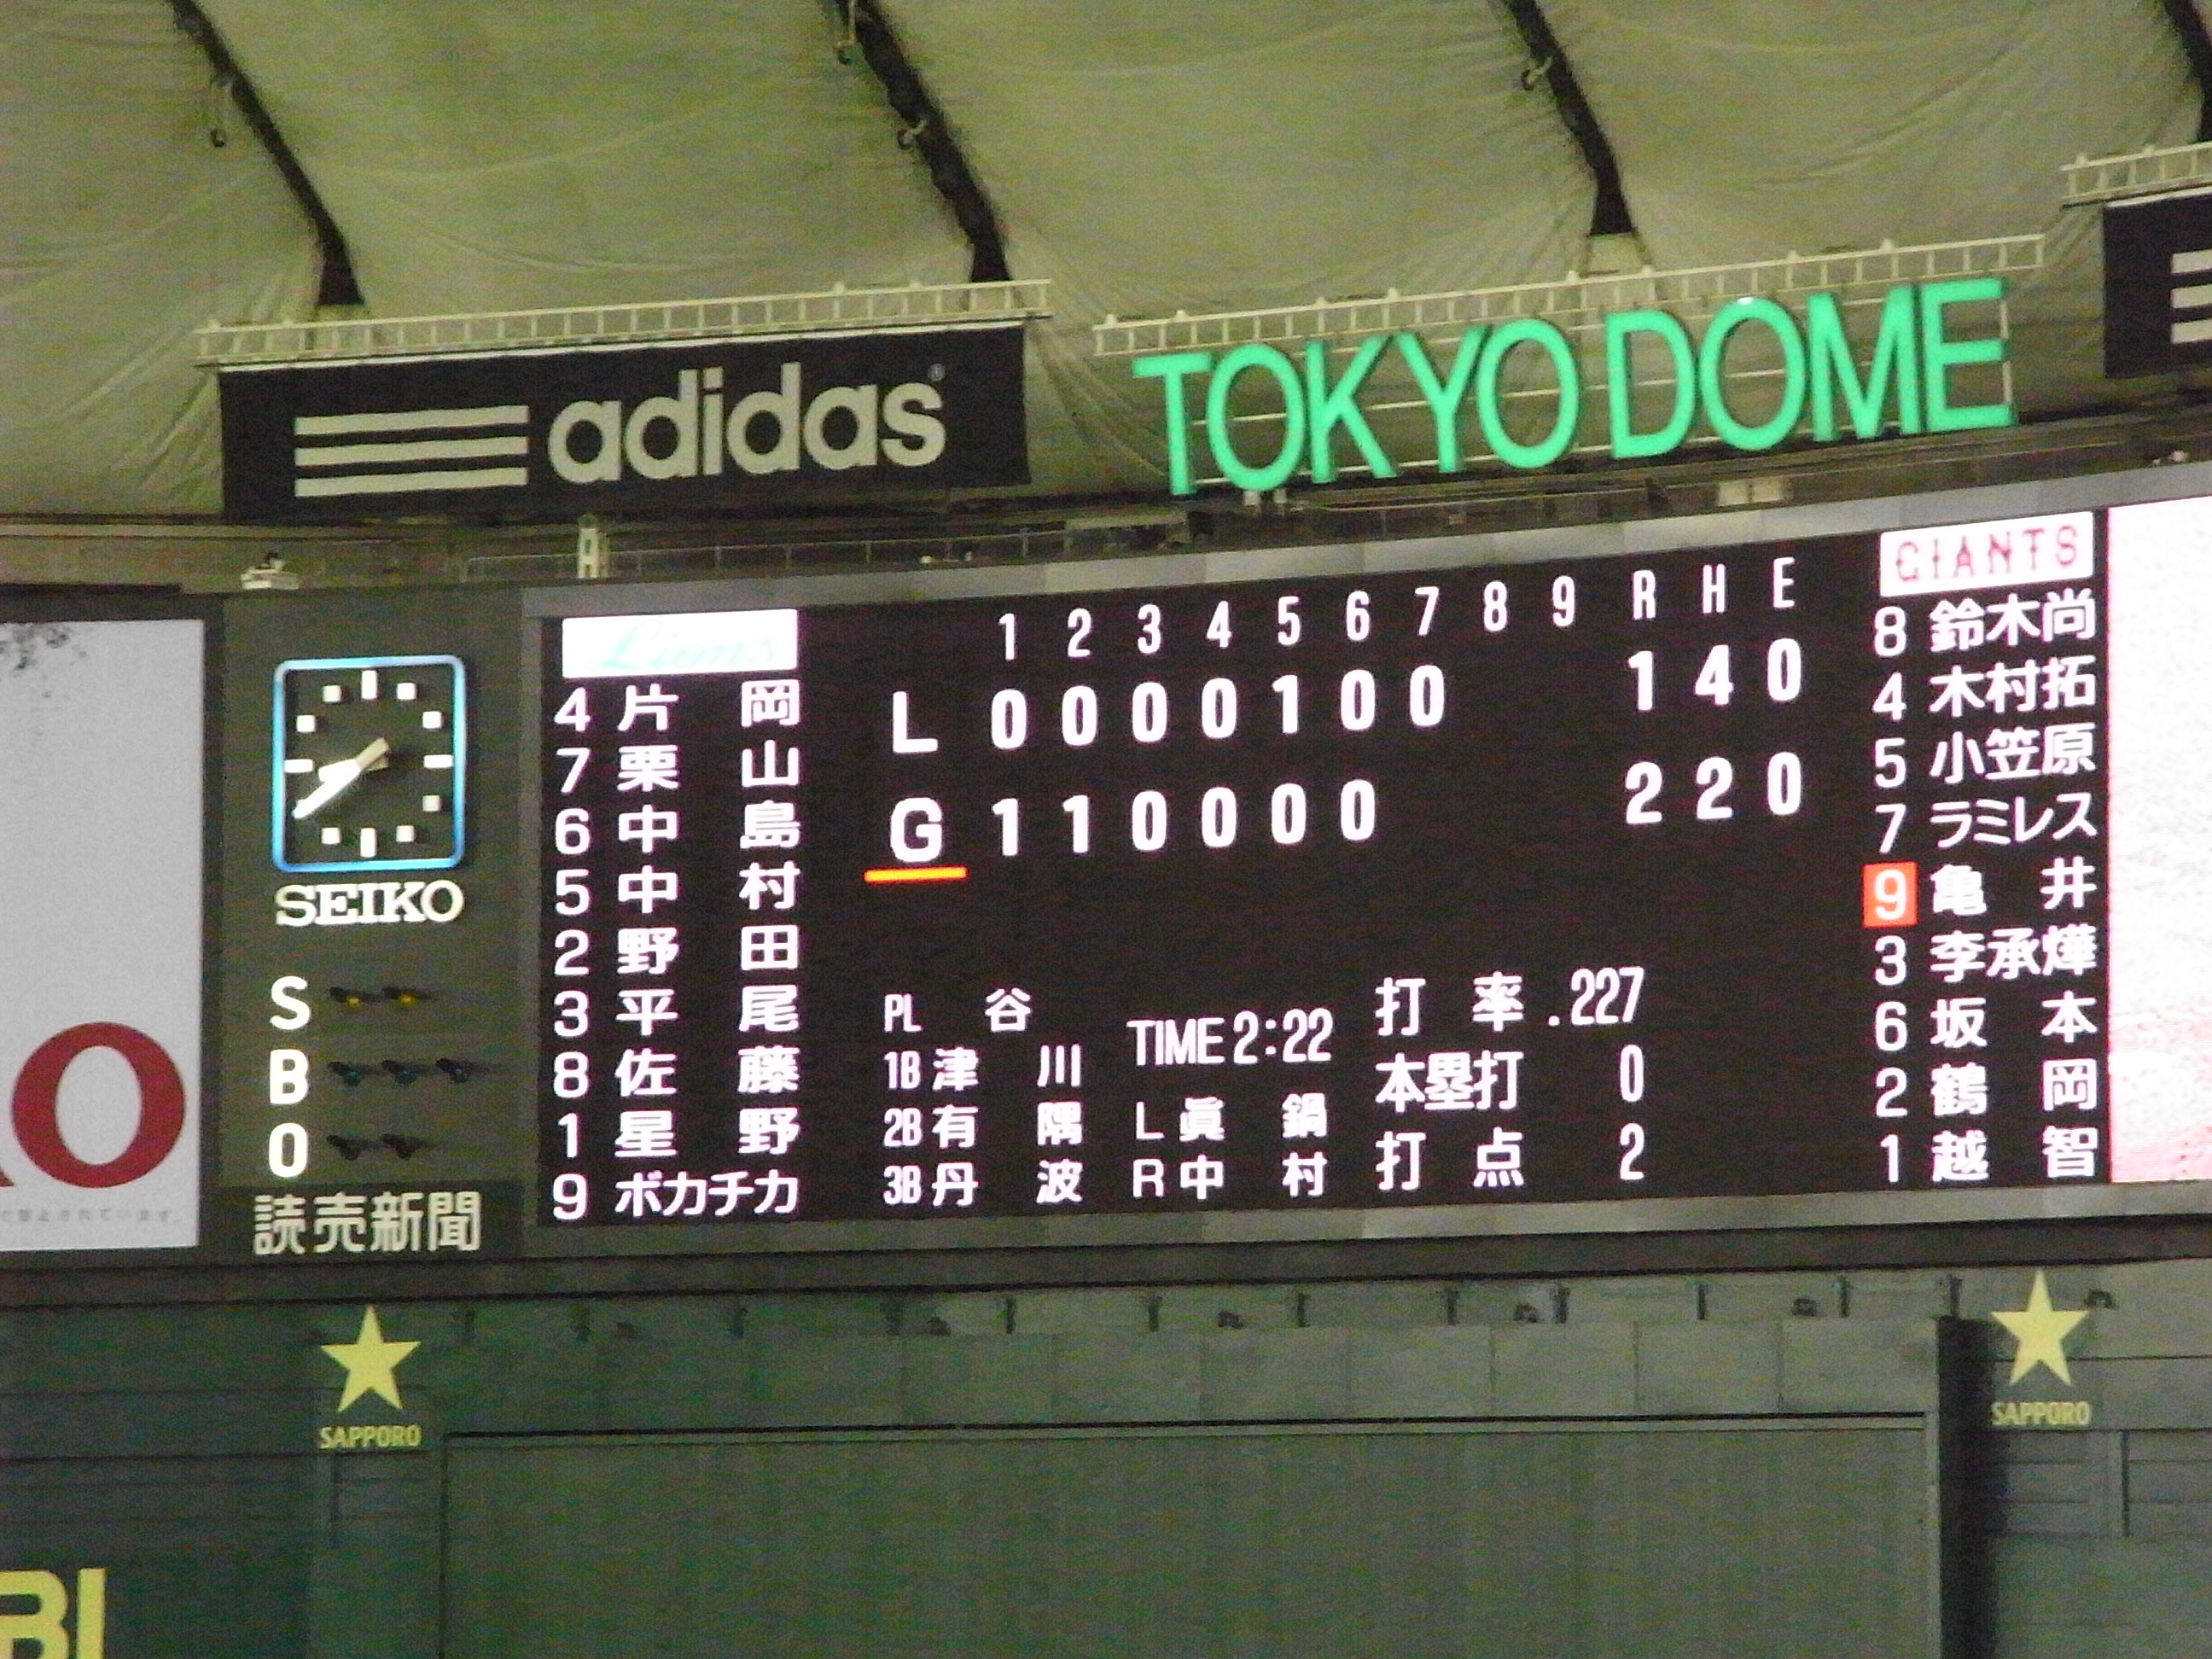 adidas
TOKYO DOME
Lions
1 2 3 4 5 6 7 8 9 R H E
GIANTS
L 0 0 0 0 1 0 0 1 4 0
G 1 1 0 0 0 0 2 2 0
4 片岡
7 栗山
6 中島
5 中村
2 野田
3 平尾
8 佐藤
1 星野
9 ボカチカ
8 鈴木尚
4 木村拓
5 小笠原
7 ラミレス
9 亀井
3 李承燁
6 坂本
2 鶴岡
1 越智
PL 谷
1B 津川
2B 有隅
3B 丹波
TIME 2:22
L 眞鍋
R 中村
打率 .227
本塁打 0
打点 2
SEIKO
S
B
O
読売新聞
SAPPORO
SAPPORO
BI